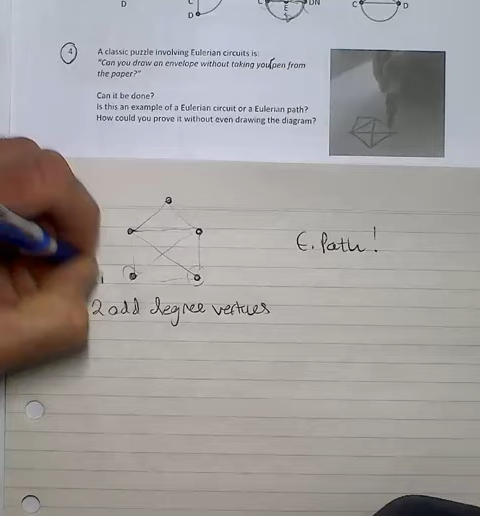 D
C
D
C
E
DN
C
D
4
A classic puzzle involving Eulerian circuits is:
"Can you draw an envelope without taking your pen from
the paper?"
Can it be done?
Is this an example of a Eulerian circuit or a Eulerian path?
How could you prove it without even drawing the diagram?
E. Path!
2 odd degree vertices